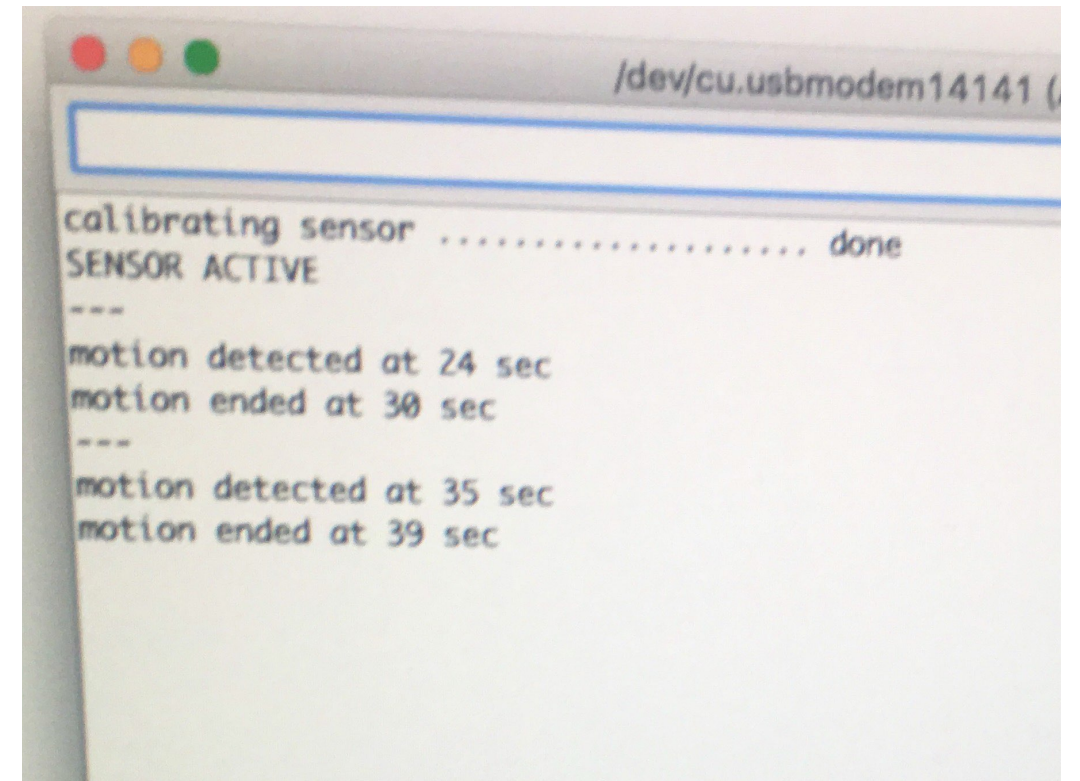 /dev/cu.usbmodem14141 (
calibrating sensor .................... done
SENSOR ACTIVE
---
motion detected at 24 sec
motion ended at 30 sec
---
motion detected at 35 sec
motion ended at 39 sec